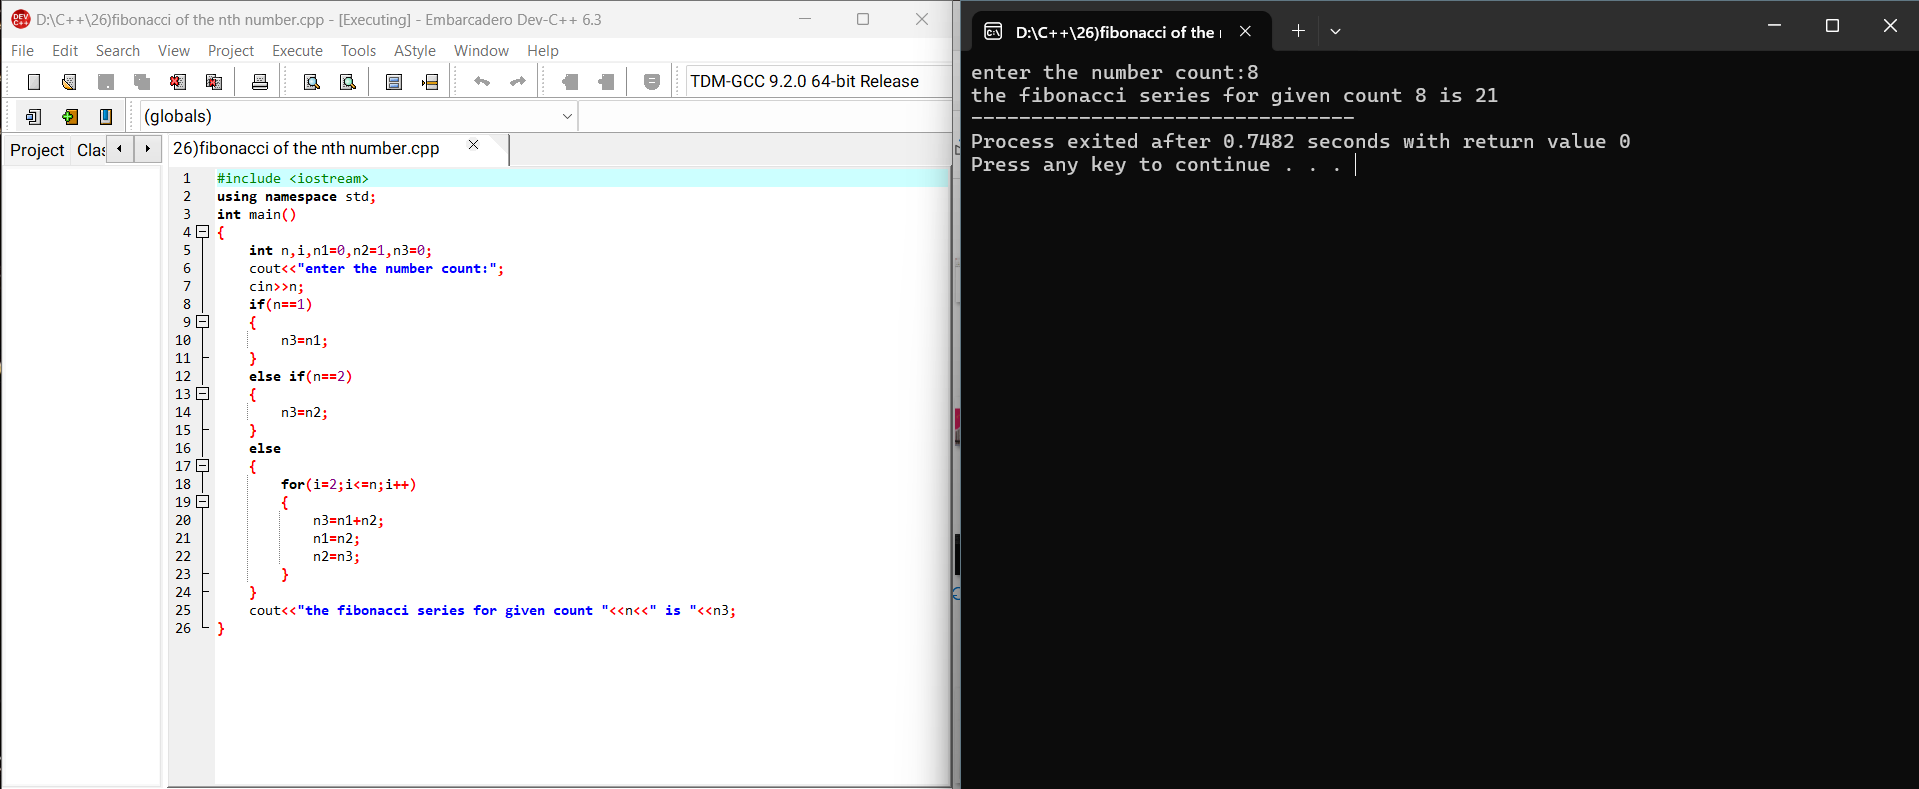 D:\C++\26)fibonacci of the nth number.cpp - [Executing] - Embarcadero Dev-C++ 6.3
File Edit Search View Project Execute Tools AStyle Window Help
TDM-GCC 9.2.0 64-bit Release
(globals)
Project Clas
26)fibonacci of the nth number.cpp
1 #include <iostream>
2 using namespace std;
3 int main()
4 {
5 int n,i,n1=0,n2=1,n3=0;
6 cout<<"enter the number count:";
7 cin>>n;
8 if(n==1)
9 {
10 n3=n1;
11 }
12 else if(n==2)
13 {
14 n3=n2;
15 }
16 else
17 {
18 for(i=2;i<=n;i++)
19 {
20 n3=n1+n2;
21 n1=n2;
22 n2=n3;
23 }
24 }
25 cout<<"the fibonacci series for given count "<<n<<" is "<<n3;
26 }
D:\C++\26)fibonacci of the
enter the number count:8
the fibonacci series for given count 8 is 21
--------------------------------
Process exited after 0.7482 seconds with return value 0
Press any key to continue . . .